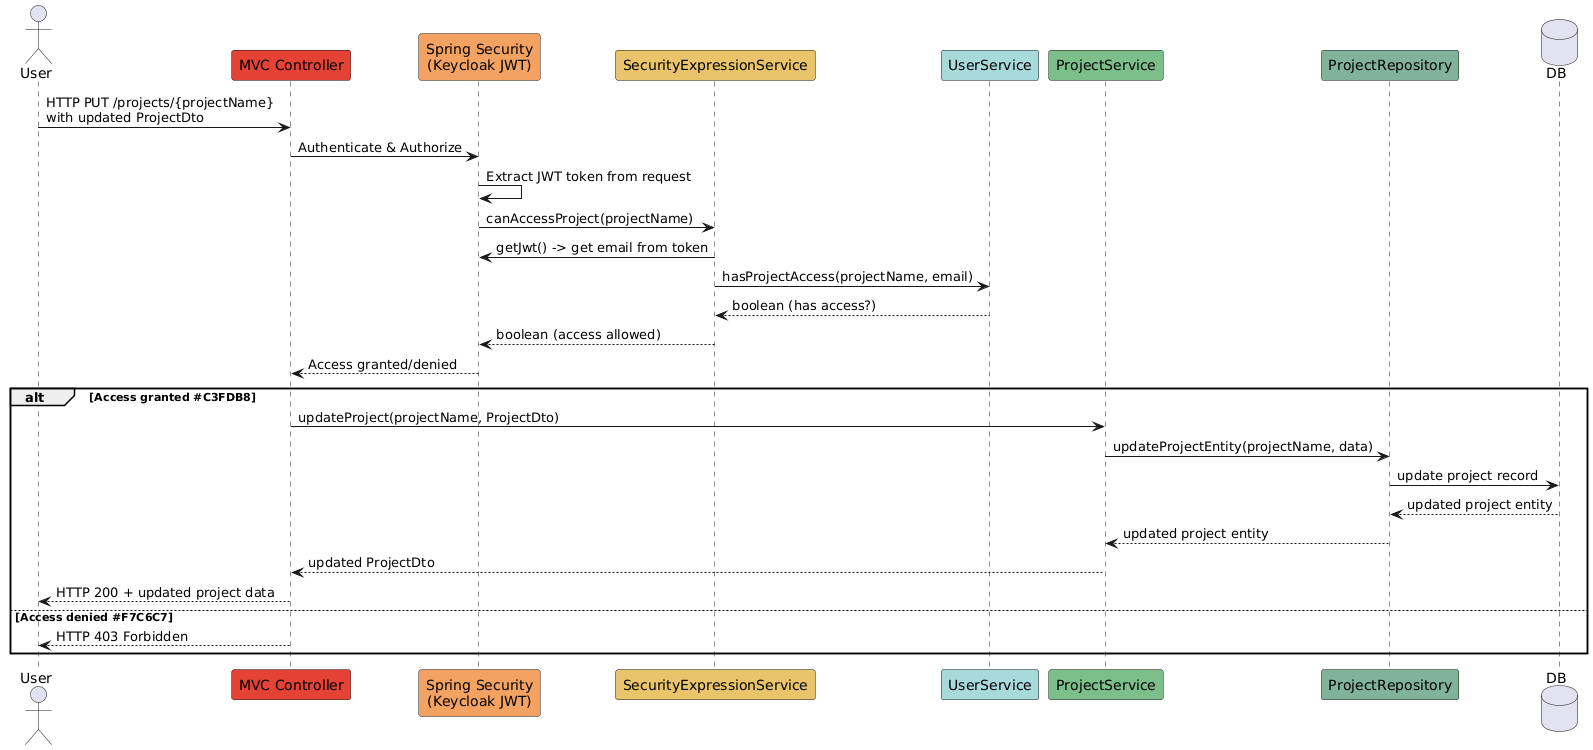 User
MVC Controller
Spring Security
(Keycloak JWT)
SecurityExpressionService
UserService
ProjectService
ProjectRepository
DB
HTTP PUT /projects/{projectName}
with updated ProjectDto
Authenticate & Authorize
Extract JWT token from request
canAccessProject(projectName)
getJwt() -> get email from token
hasProjectAccess(projectName, email)
boolean (has access?)
boolean (access allowed)
Access granted/denied
alt [Access granted #C3FDB8]
updateProject(projectName, ProjectDto)
updateProjectEntity(projectName, data)
update project record
updated project entity
updated project entity
updated ProjectDto
HTTP 200 + updated project data
[Access denied #F7C6C7]
HTTP 403 Forbidden
User
MVC Controller
Spring Security
(Keycloak JWT)
SecurityExpressionService
UserService
ProjectService
ProjectRepository
DB